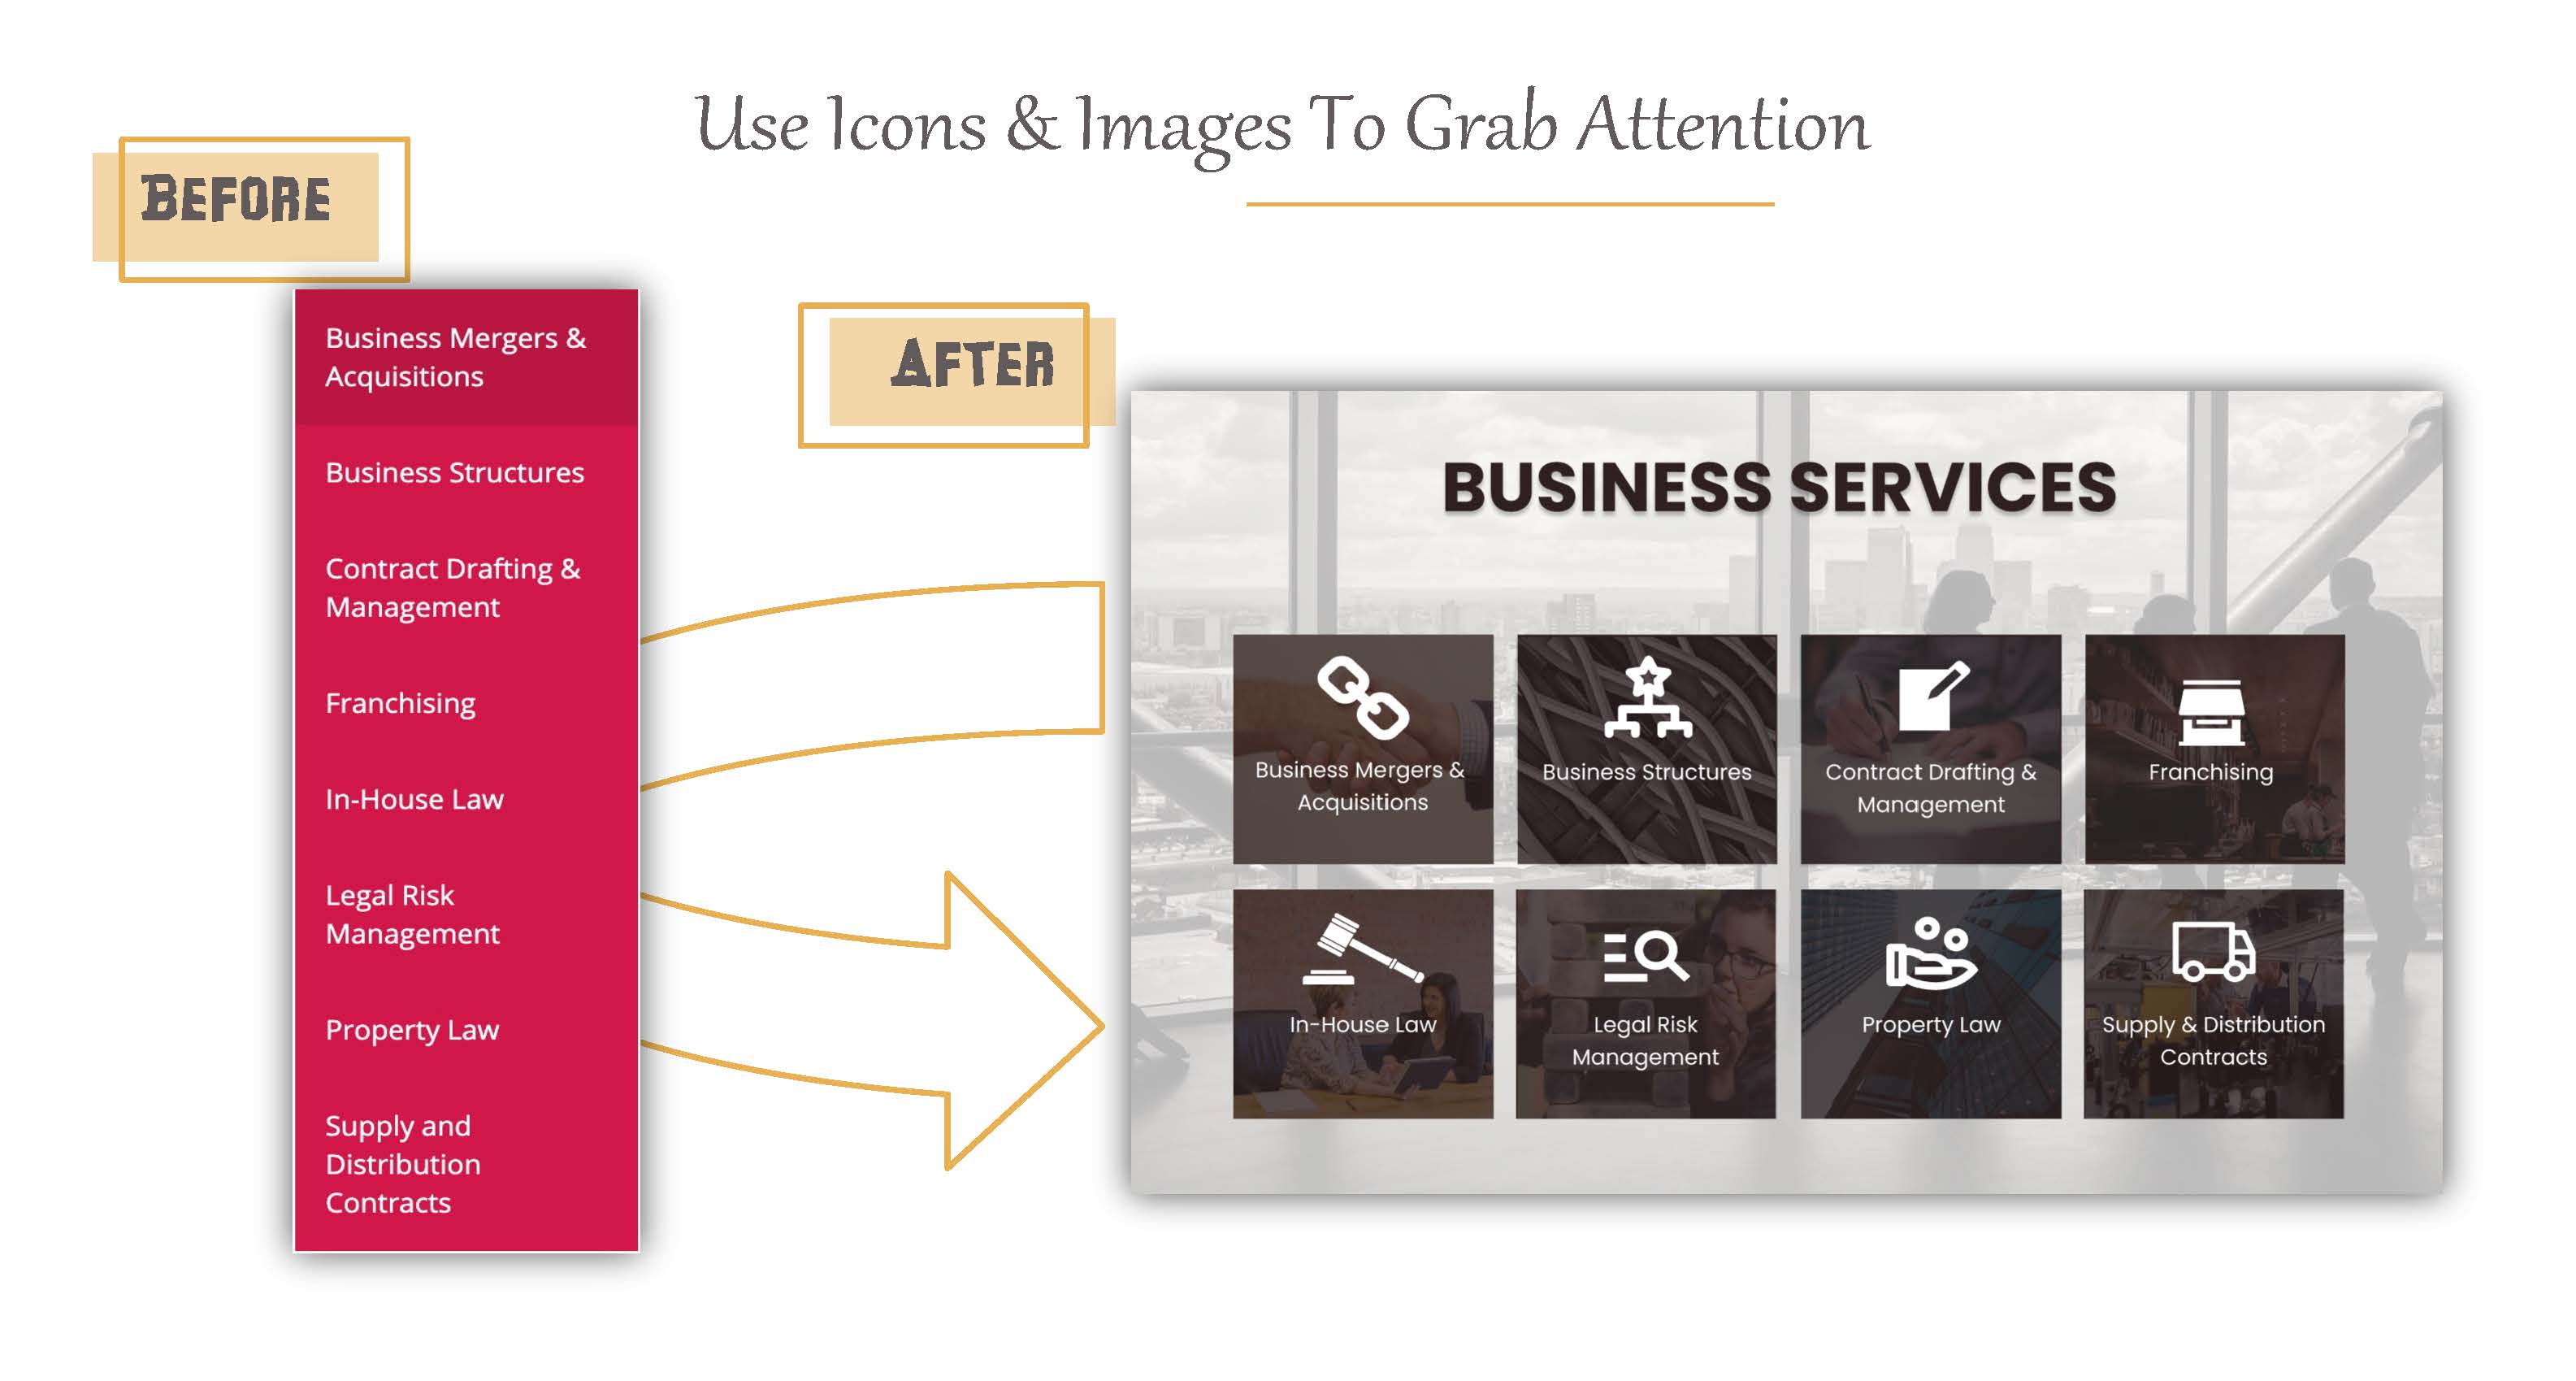 Use Icons & Images To Grab Attention
BEFORE
Business Mergers &
Acquisitions
Business Structures
Contract Drafting &
Management
Franchising
In-House Law
Legal Risk
Management
Property Law
Supply and
Distribution
Contracts
AFTER
BUSINESS SERVICES
Business Mergers &
Acquisitions
Business Structures
Contract Drafting &
Management
Franchising
In-House Law
Legal Risk
Management
Property Law
Supply & Distribution
Contracts